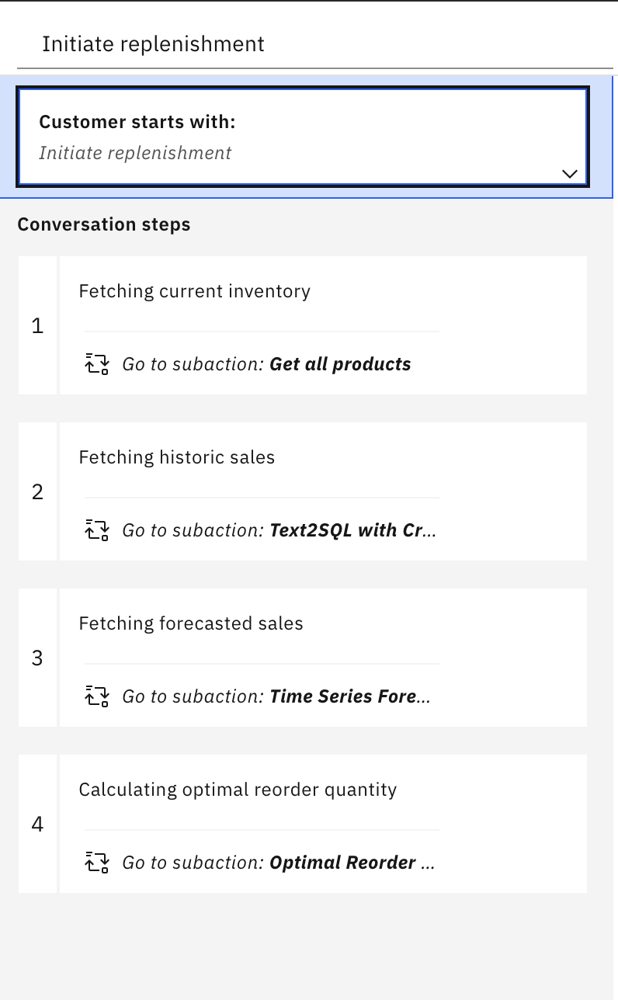 Initiate replenishment
Customer starts with:
Initiate replenishment
Conversation steps
1
Fetching current inventory
Go to subaction: Get all products
2
Fetching historic sales
Go to subaction: Text2SQL with Cr...
3
Fetching forecasted sales
Go to subaction: Time Series Fore...
4
Calculating optimal reorder quantity
Go to subaction: Optimal Reorder ...